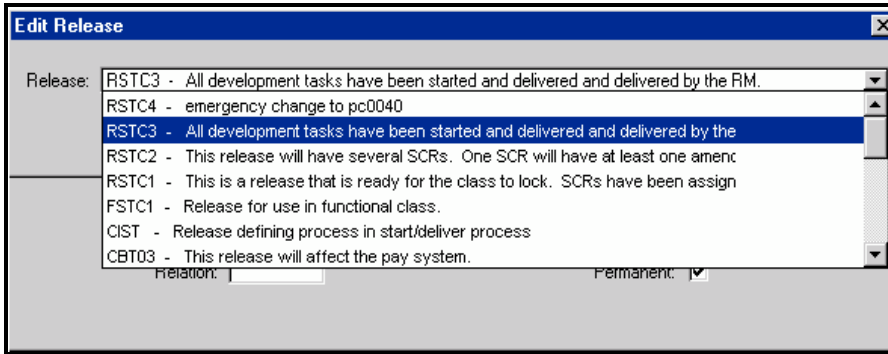 Edit Release
Release: RSTC3 - All development tasks have been started and delivered and delivered by the RM.
RSTC4 - emergency change to pc0040
RSTC3 - All development tasks have been started and delivered and delivered by the
RSTC2 - This release will have several SCRs. One SCR will have at least one amenc
RSTC1 - This is a release that is ready for the class to lock. SCRs have been assign
FSTC1 - Release for use in functional class.
CIST - Release defining process in start/deliver process
CBT03 - This release will affect the pay system.
Relation: Permanent: